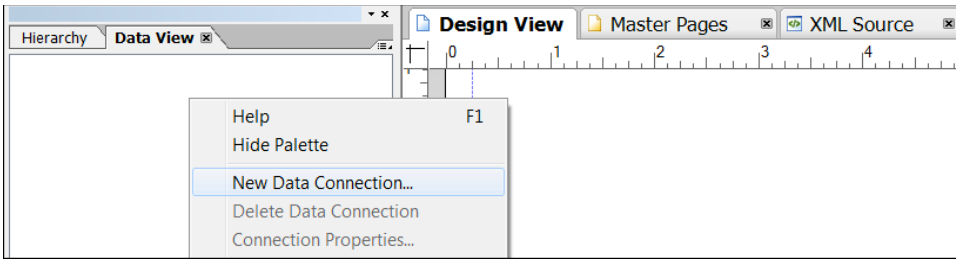 Hierarchy Data View
Design View Master Pages XML Source
0 1 2 3 4
Help F1
Hide Palette
New Data Connection...
Delete Data Connection
Connection Properties...